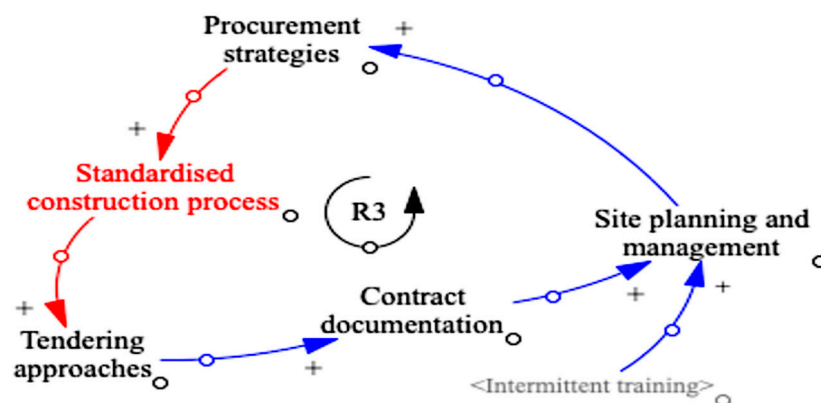 Procurement
strategies
+
+
Standardised
construction process
R3
Site planning and
management
+
Contract
documentation
+
+
Tendering
approaches
+
<Intermittent training>